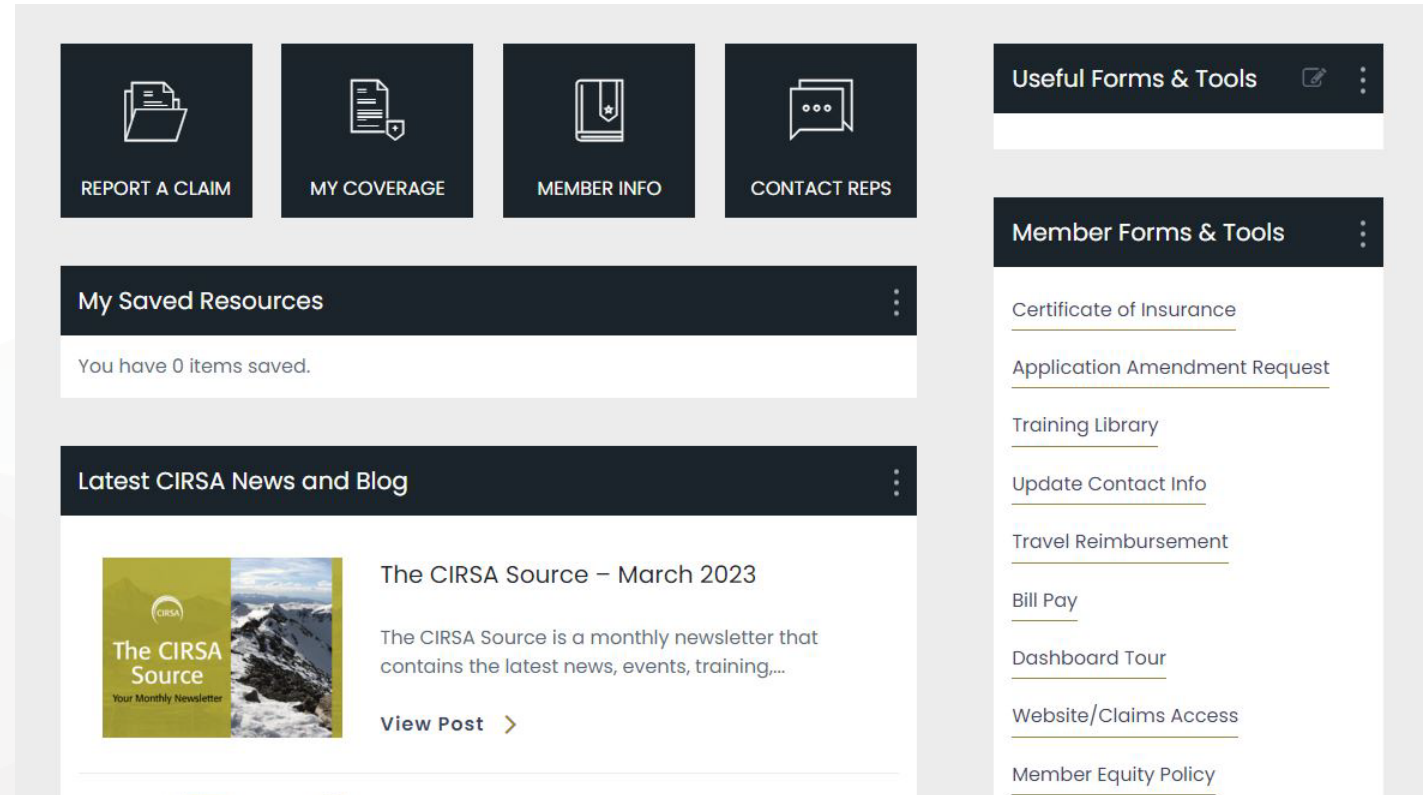 REPORT A CLAIM
MY COVERAGE
MEMBER INFO
CONTACT REPS
My Saved Resources
You have 0 items saved.
Latest CIRSA News and Blog
CIRSA
The CIRSA
Source
Your Monthly Newsletter
The CIRSA Source – March 2023
The CIRSA Source is a monthly newsletter that
contains the latest news, events, training,...
View Post
Useful Forms & Tools
Member Forms & Tools
Certificate of Insurance
Application Amendment Request
Training Library
Update Contact Info
Travel Reimbursement
Bill Pay
Dashboard Tour
Website/Claims Access
Member Equity Policy